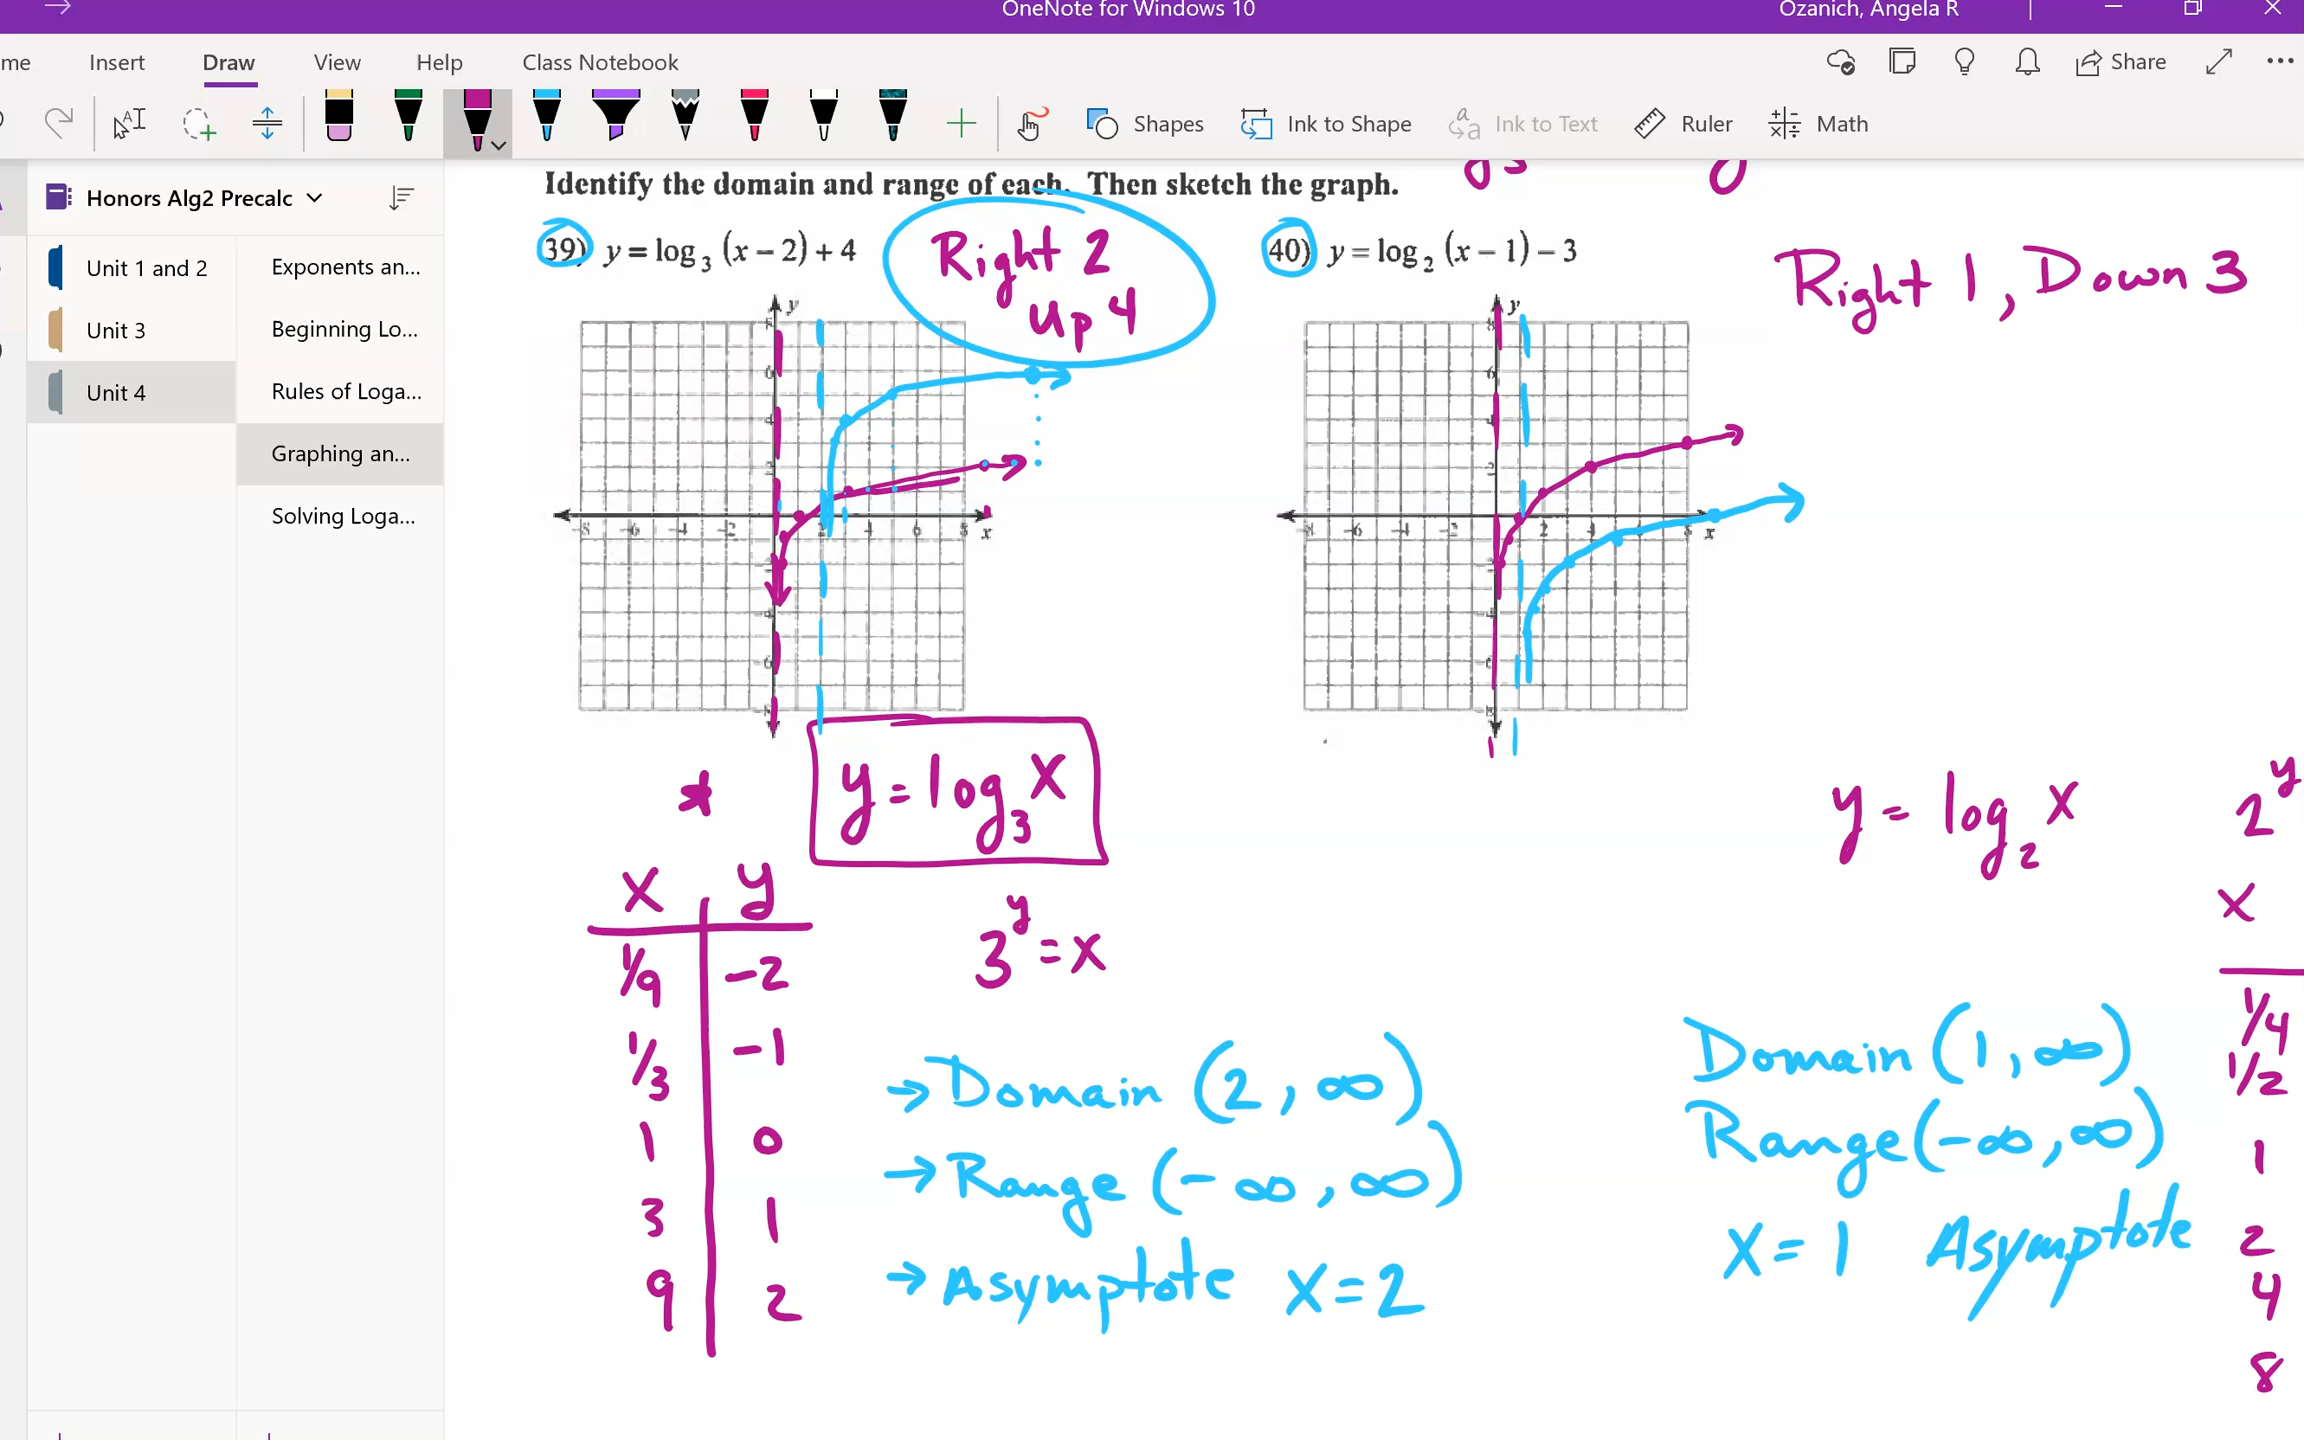 OneNote for Windows 10
Ozanich, Angela R
me Insert Draw View Help Class Notebook
Share
Shapes Ink to Shape Ink to Text Ruler Math
Honors Alg2 Precalc
Unit 1 and 2
Unit 3
Unit 4
Exponents an...
Beginning Lo...
Rules of Loga...
Graphing an...
Solving Loga...
Identify the domain and range of each. Then sketch the graph.
39) y = log₃ (x − 2) + 4
Right 2
Up 4
40) y = log₂ (x − 1) − 3
Right 1, Down 3
y
x
y
x
* y = log₃ x
x y
1/9 -2
1/3 -1
1 0
3 1
9 2
3^y = x
→ Domain (2, ∞)
→ Range (-∞, ∞)
→ Asymptote x = 2
y = log₂ x
2^y
x
1/4
1/2
1
2
4
8
Domain (1, ∞)
Range (-∞, ∞)
x = 1 Asymptote